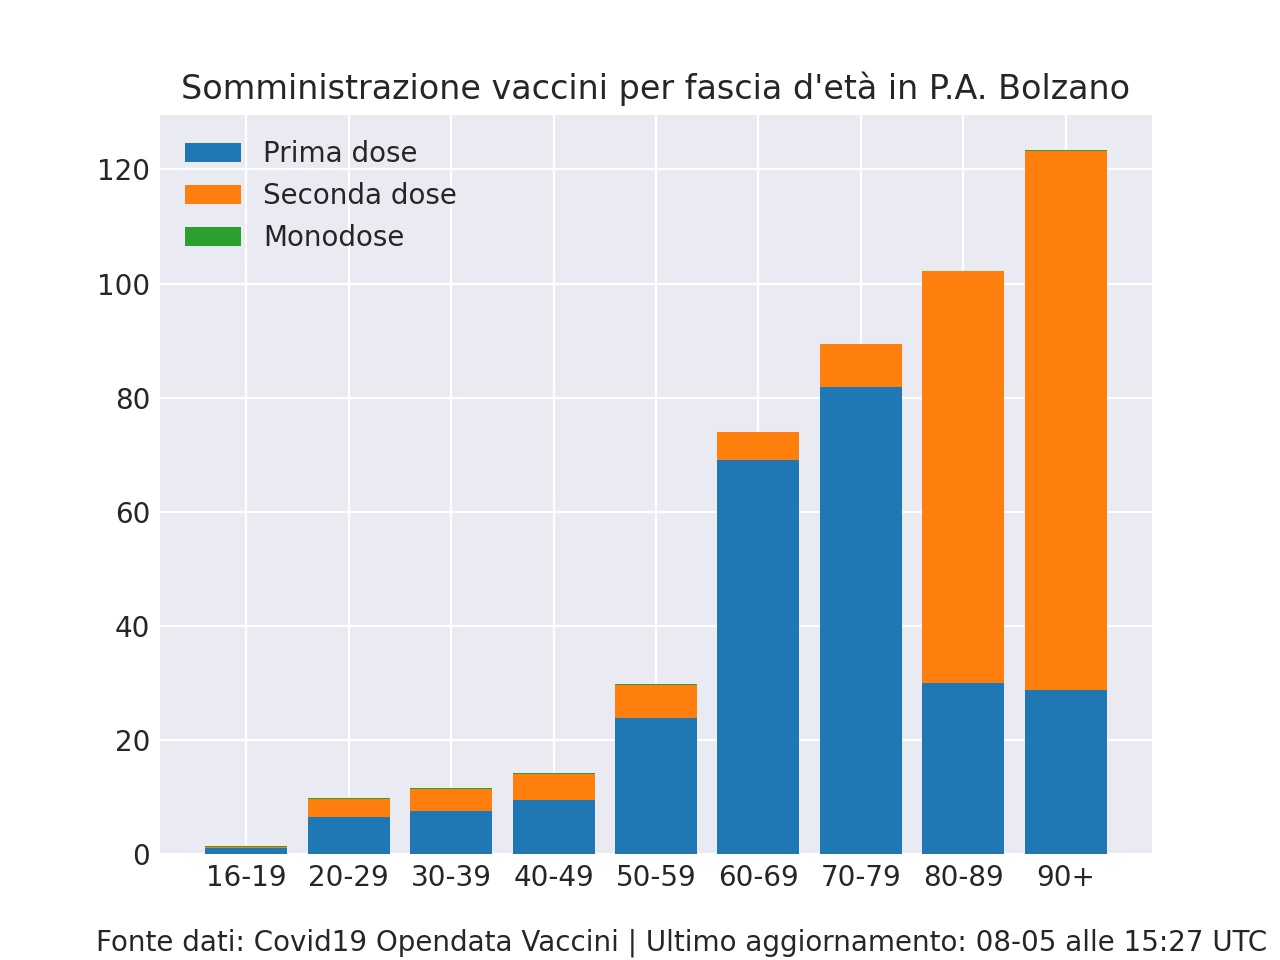 Somministrazione vaccini per fascia d'età in P.A. Bolzano
Prima dose
Seconda dose
Monodose
120
100
80
60
40
20
0
16-19 20-29 30-39 40-49 50-59 60-69 70-79 80-89 90+
Fonte dati: Covid19 Opendata Vaccini | Ultimo aggiornamento: 08-05 alle 15:27 UTC